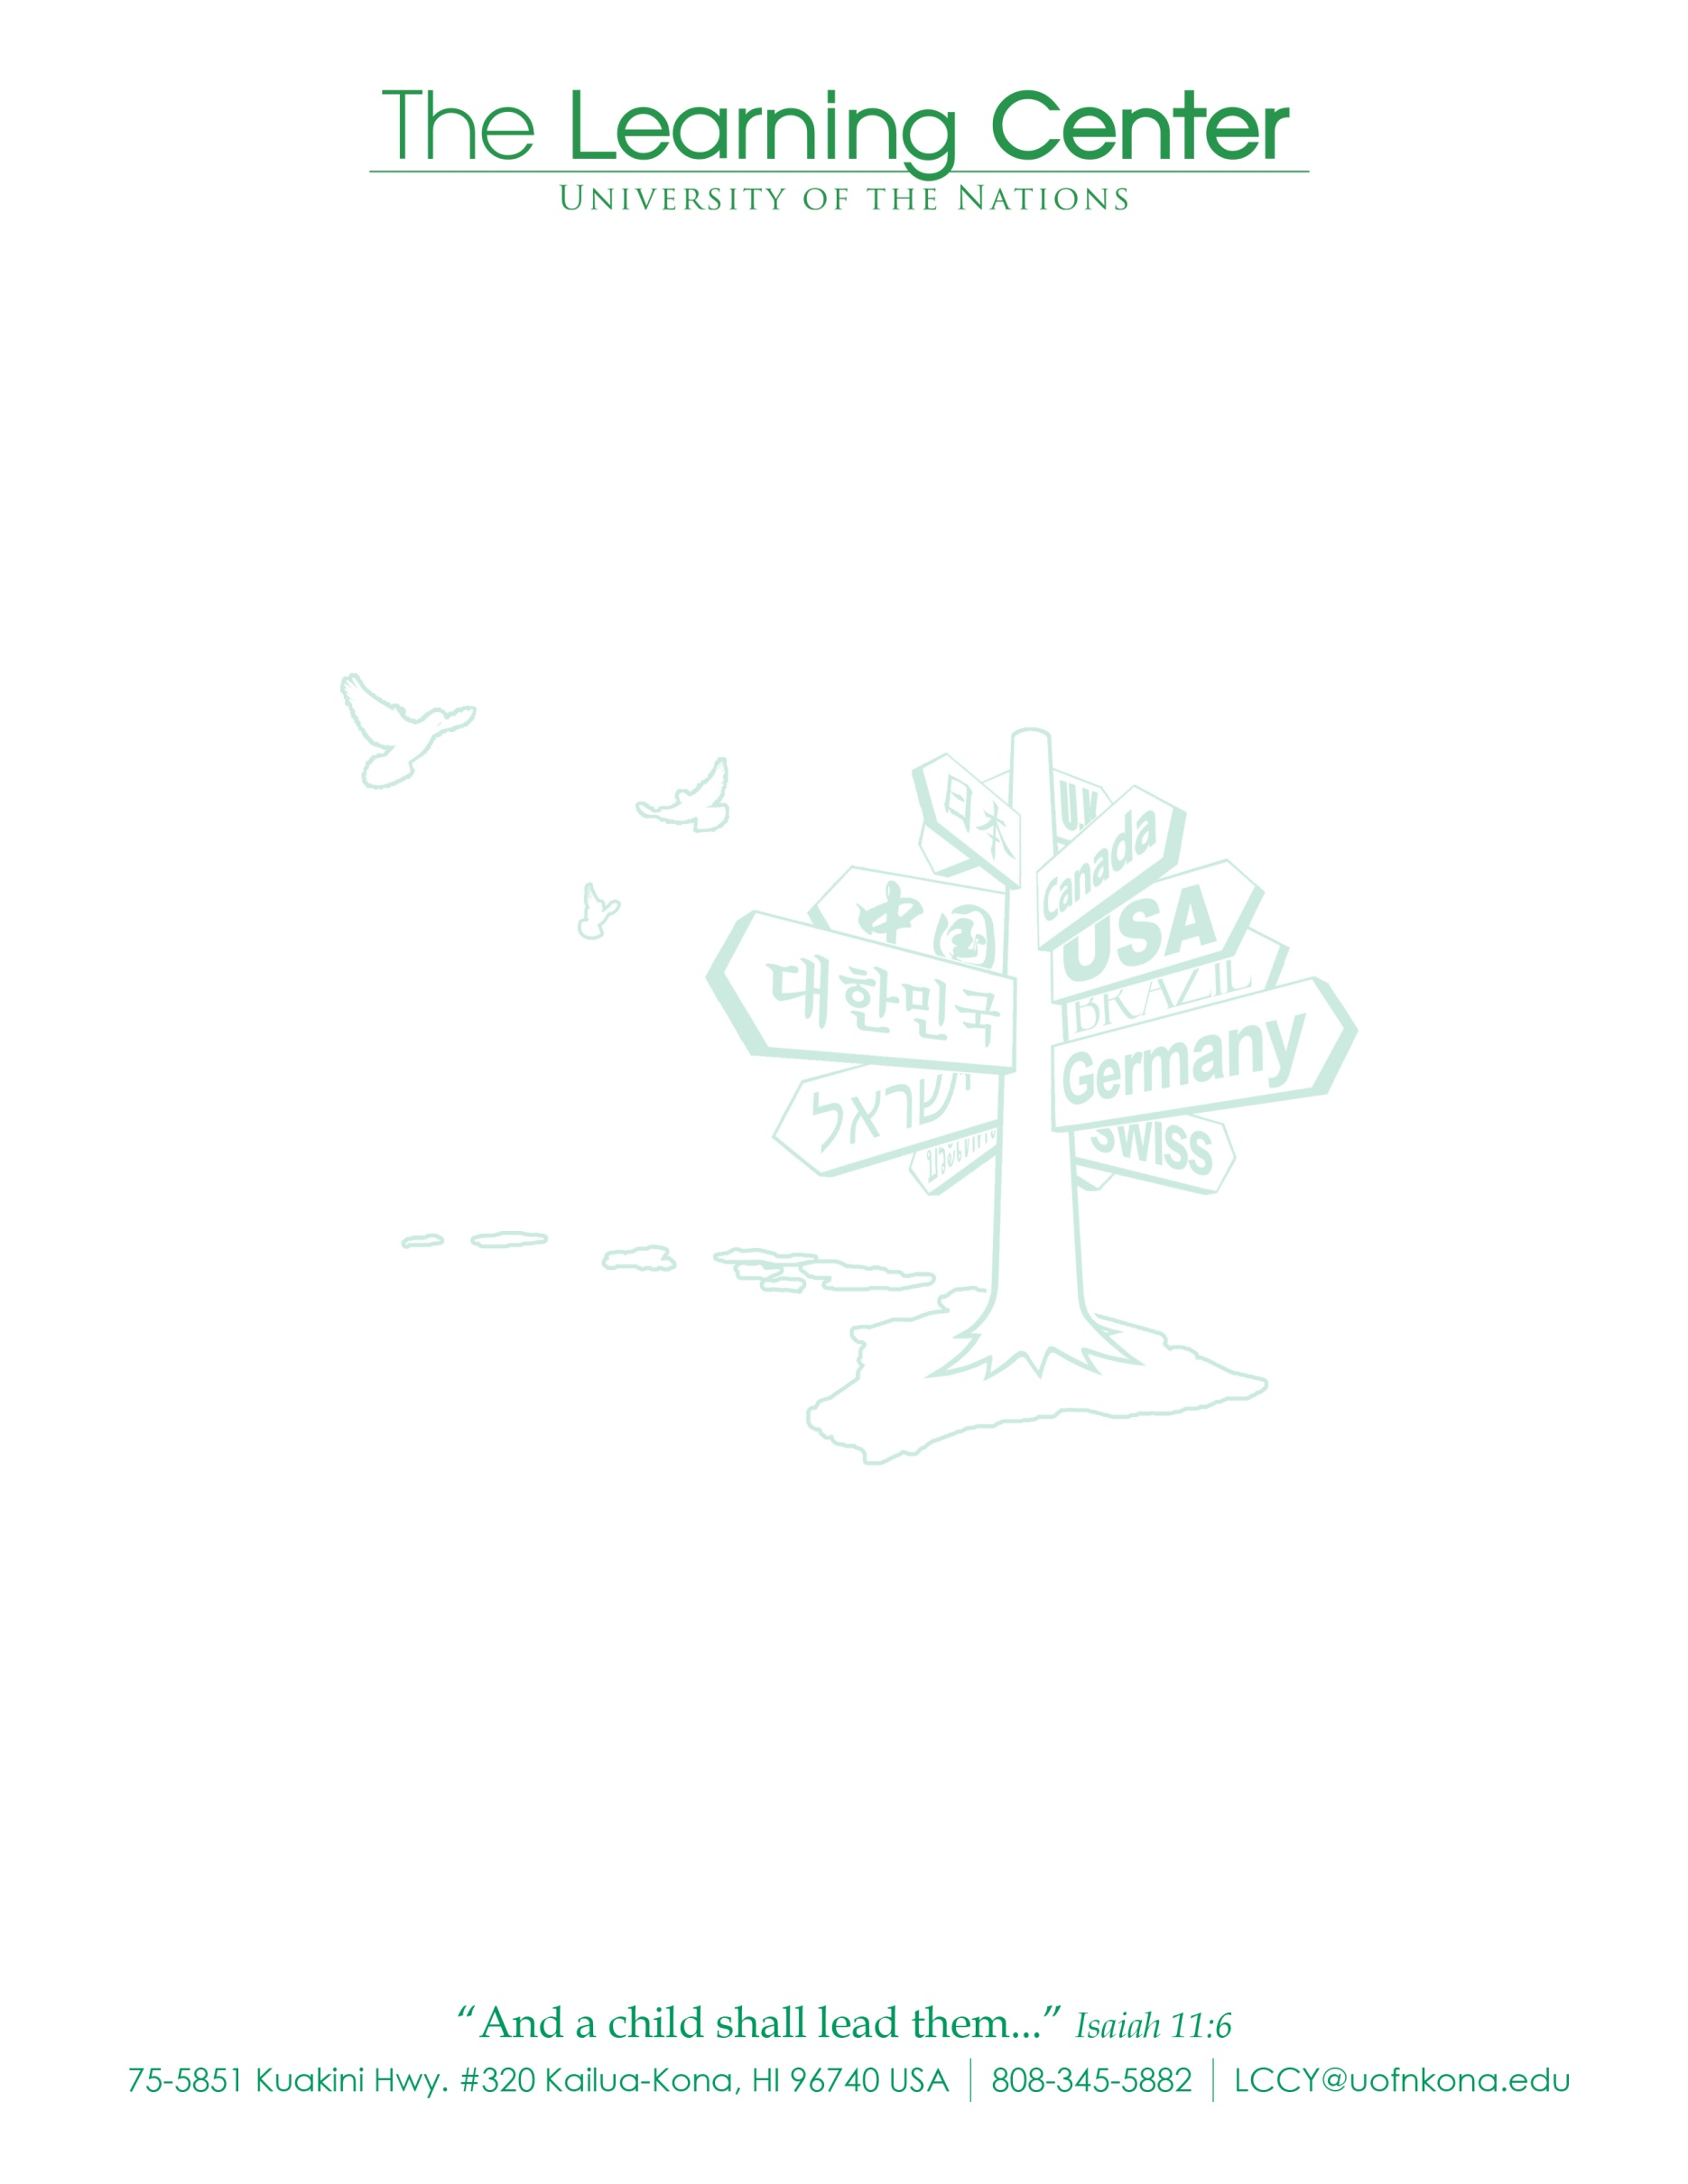 The Learning Center
UNIVERSITY OF THE NATIONS
日本
Canada
USA
中国
BRAZIL
대한민국
Germany
ישראל
swiss
“And a child shall lead them...” Isaiah 11:6
75-5851 Kuakini Hwy. #320 Kailua-Kona, HI 96740 USA | 808-345-5882 | LCCY@uofnkona.edu